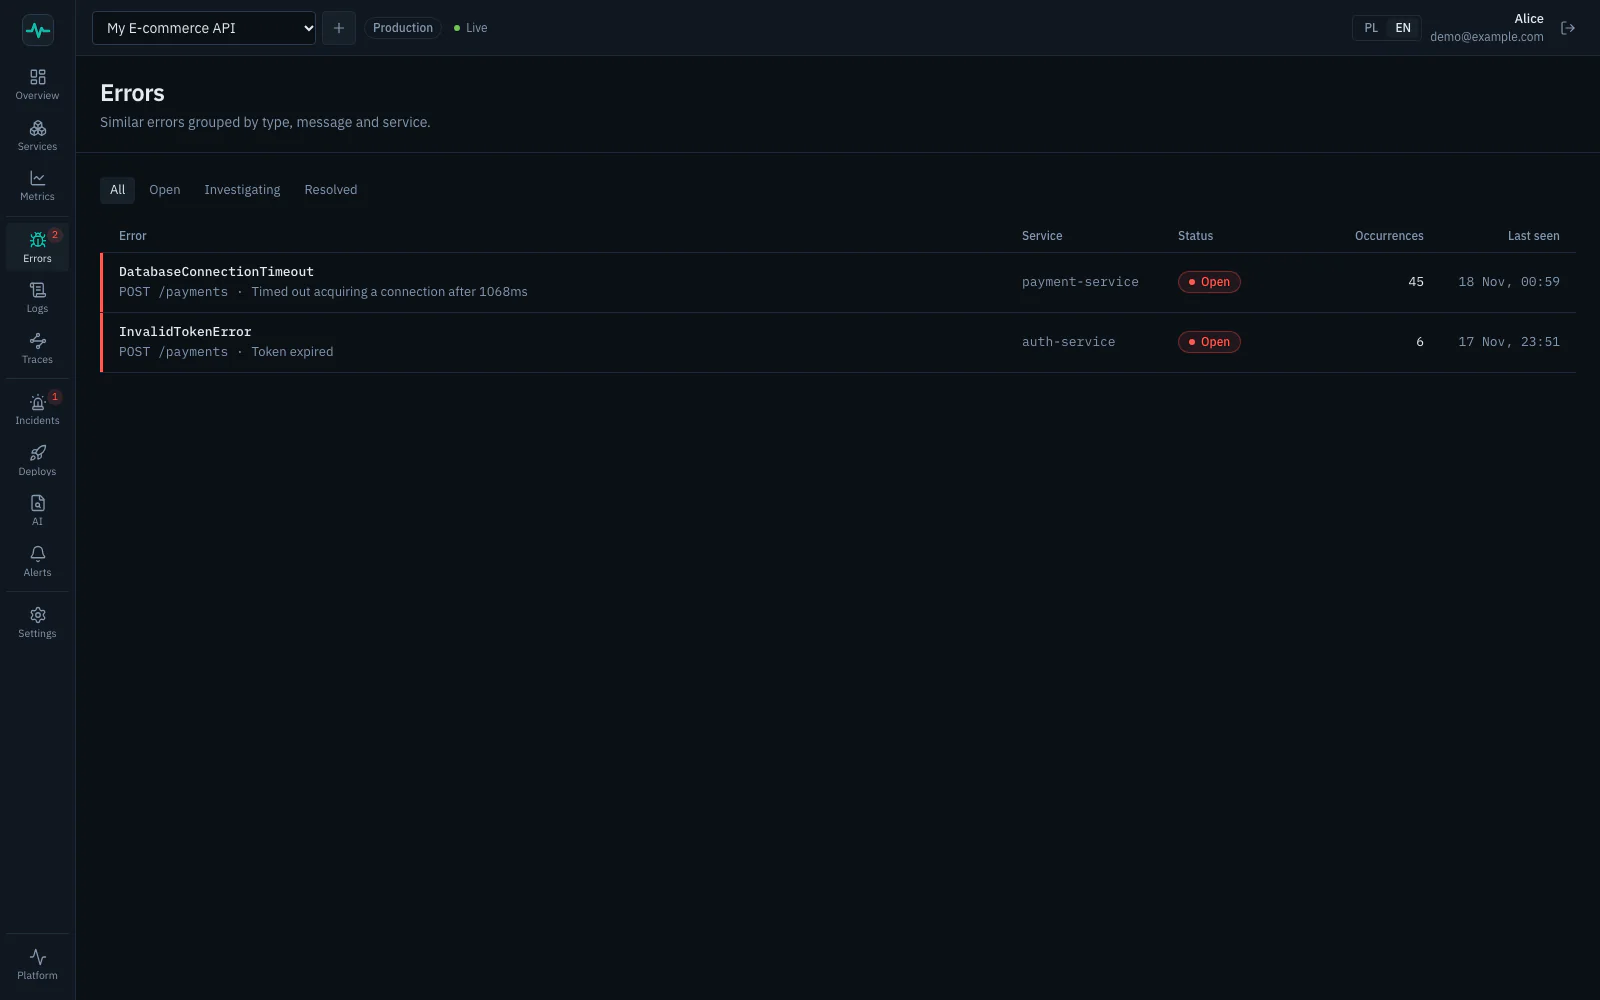 My E-commerce API
+
Production
Live
PL EN
Alice
demo@example.com
Overview
Services
Metrics
2
Errors
Logs
Traces
1
Incidents
Deploys
AI
Alerts
Settings
Platform
Errors
Similar errors grouped by type, message and service.
All Open Investigating Resolved
Error Service Status Occurrences Last seen
DatabaseConnectionTimeout
POST /payments · Timed out acquiring a connection after 1068ms
payment-service Open 45 18 Nov, 00:59
InvalidTokenError
POST /payments · Token expired
auth-service Open 6 17 Nov, 23:51